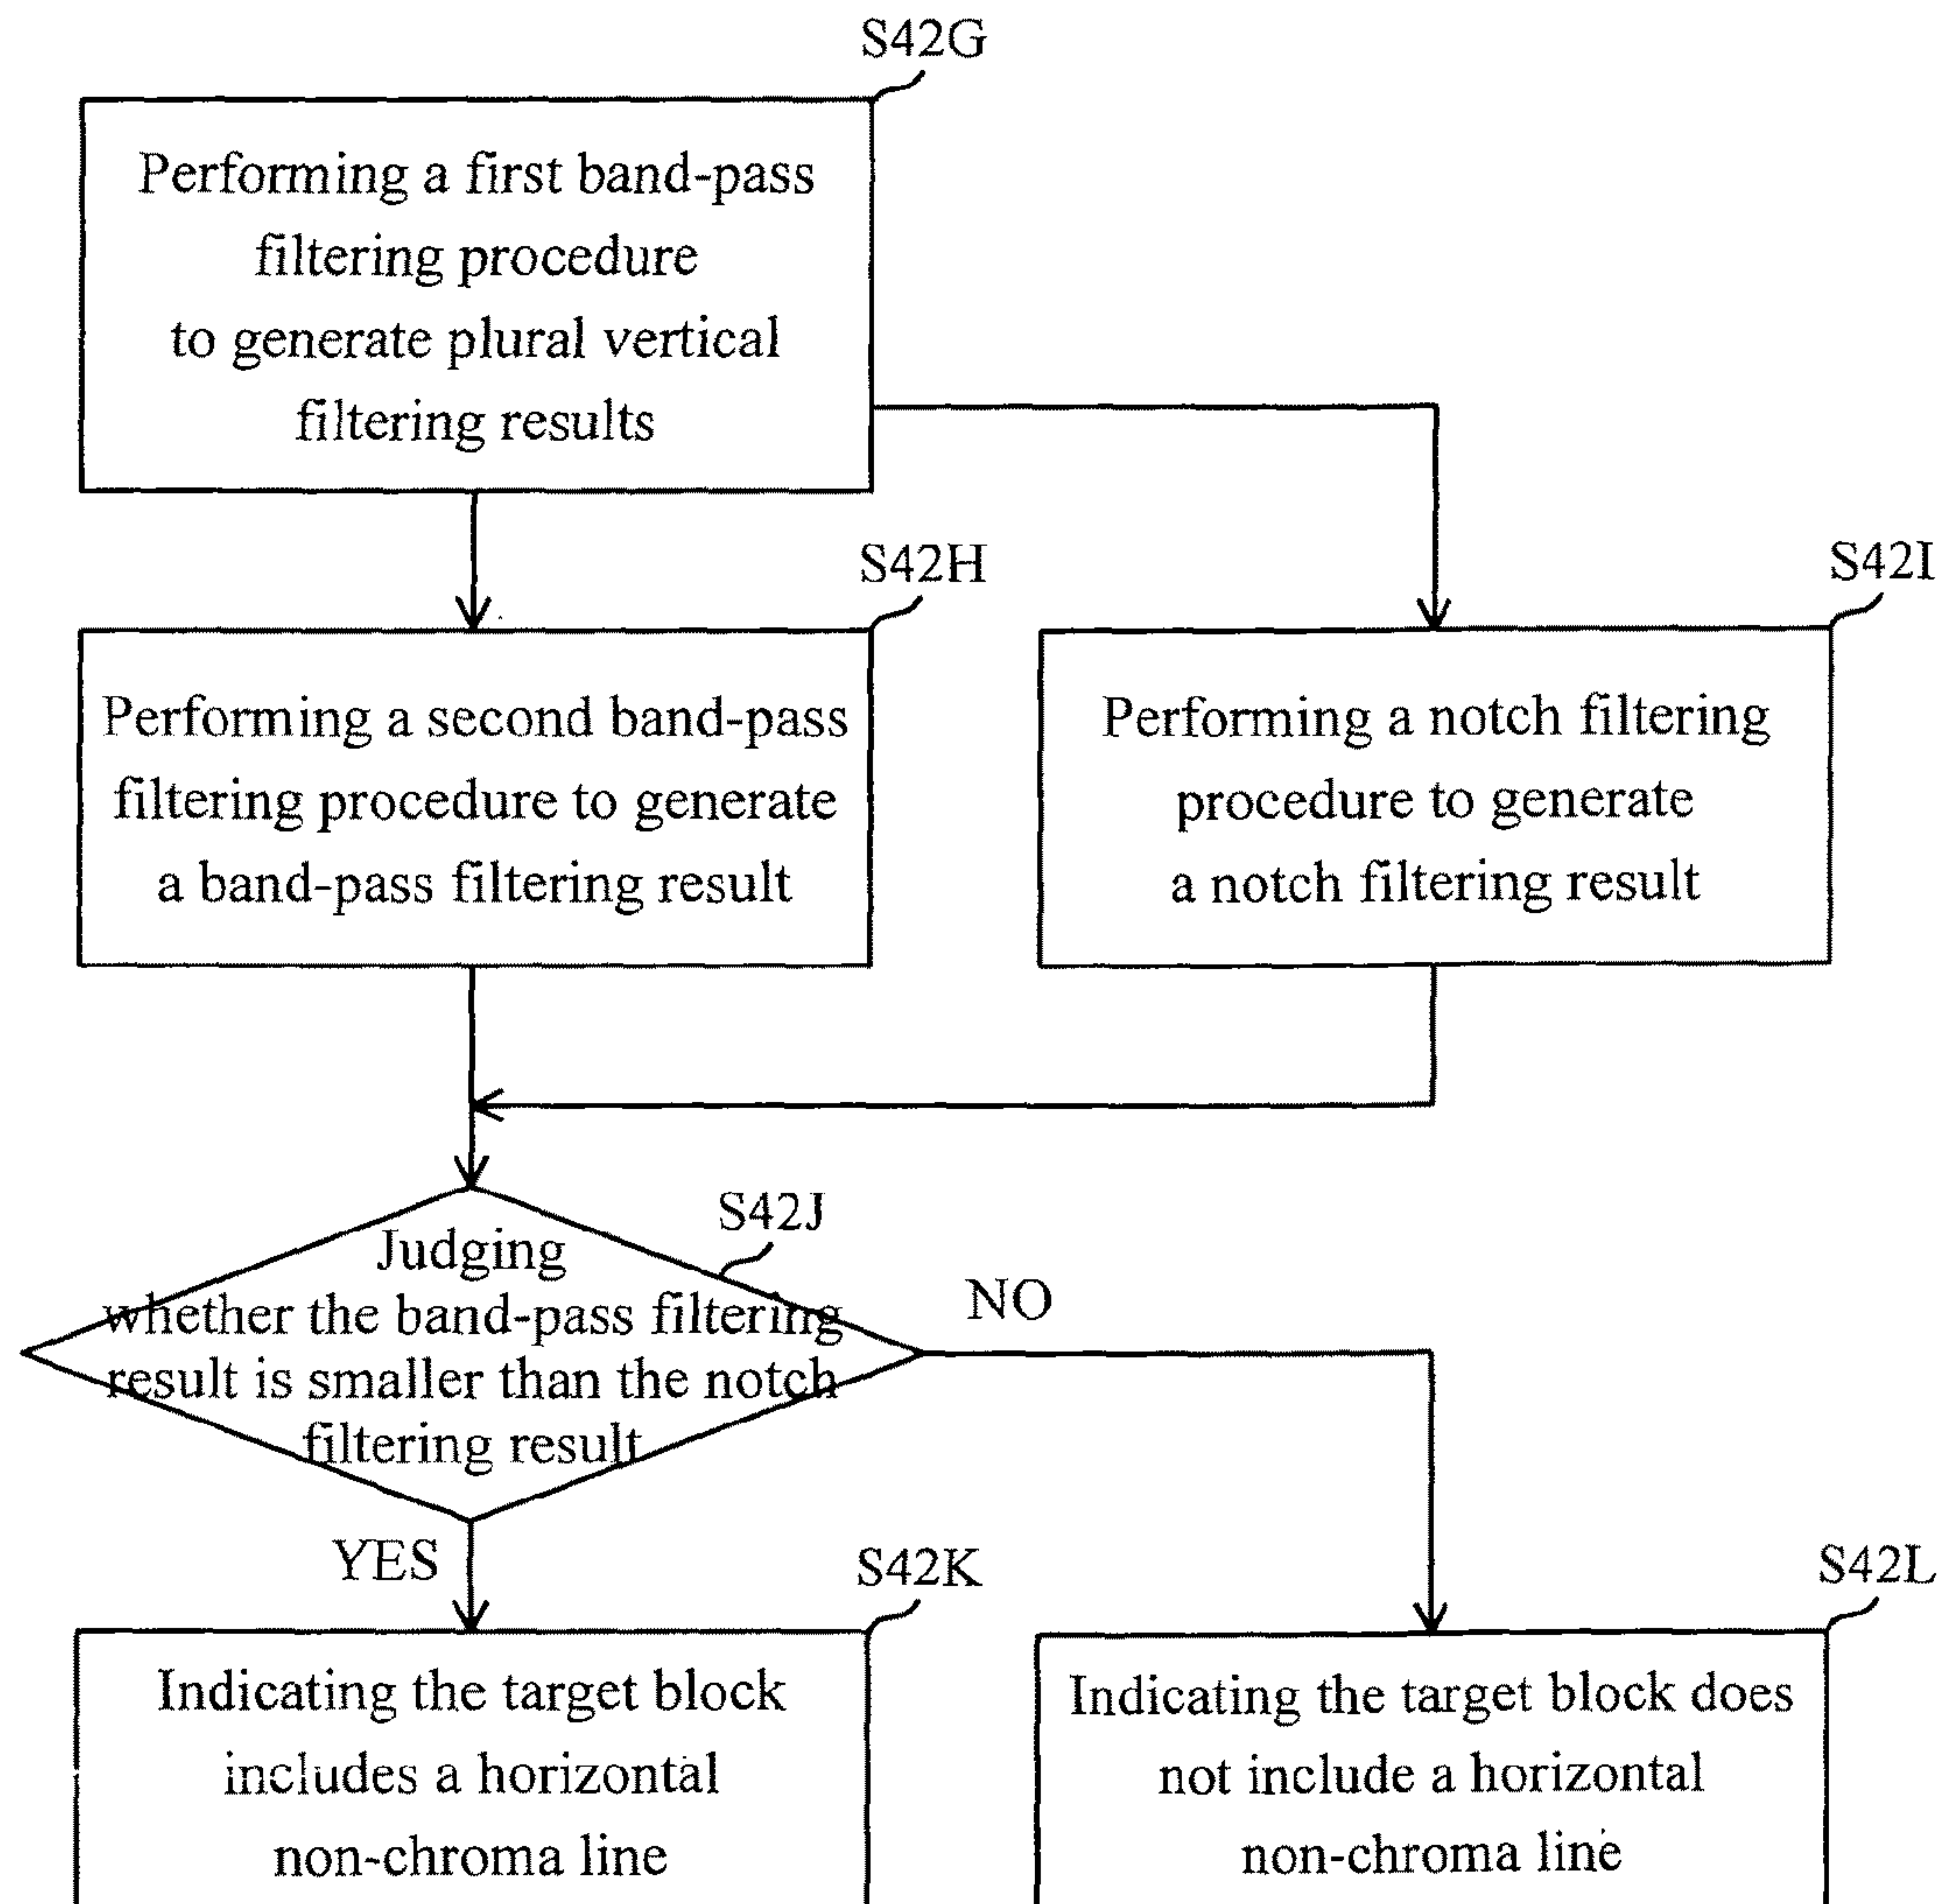 S42G
Performing a first band-pass
filtering procedure
to generate plural vertical
filtering results
S42H
Performing a second band-pass
filtering procedure to generate
a band-pass filtering result
S42I
Performing a notch filtering
procedure to generate
a notch filtering result
S42J
Judging
whether the band-pass filtering
result is smaller than the notch
filtering result
NO
YES
S42K
Indicating the target block
includes a horizontal
non-chroma line
S42L
Indicating the target block does
not include a horizontal
non-chroma line